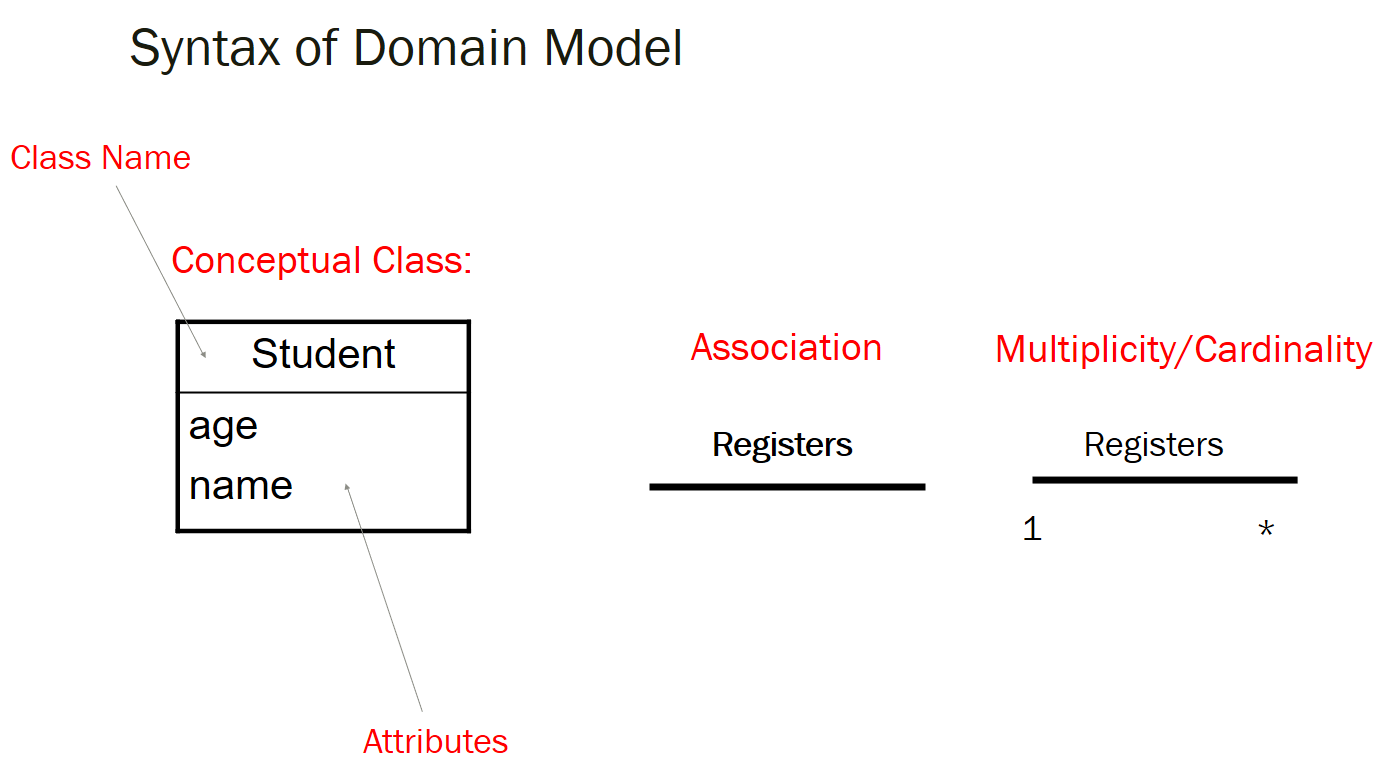 Syntax of Domain Model
Class Name
Conceptual Class:
Student
age
name
Attributes
Association
Registers
Multiplicity/Cardinality
Registers
1 *